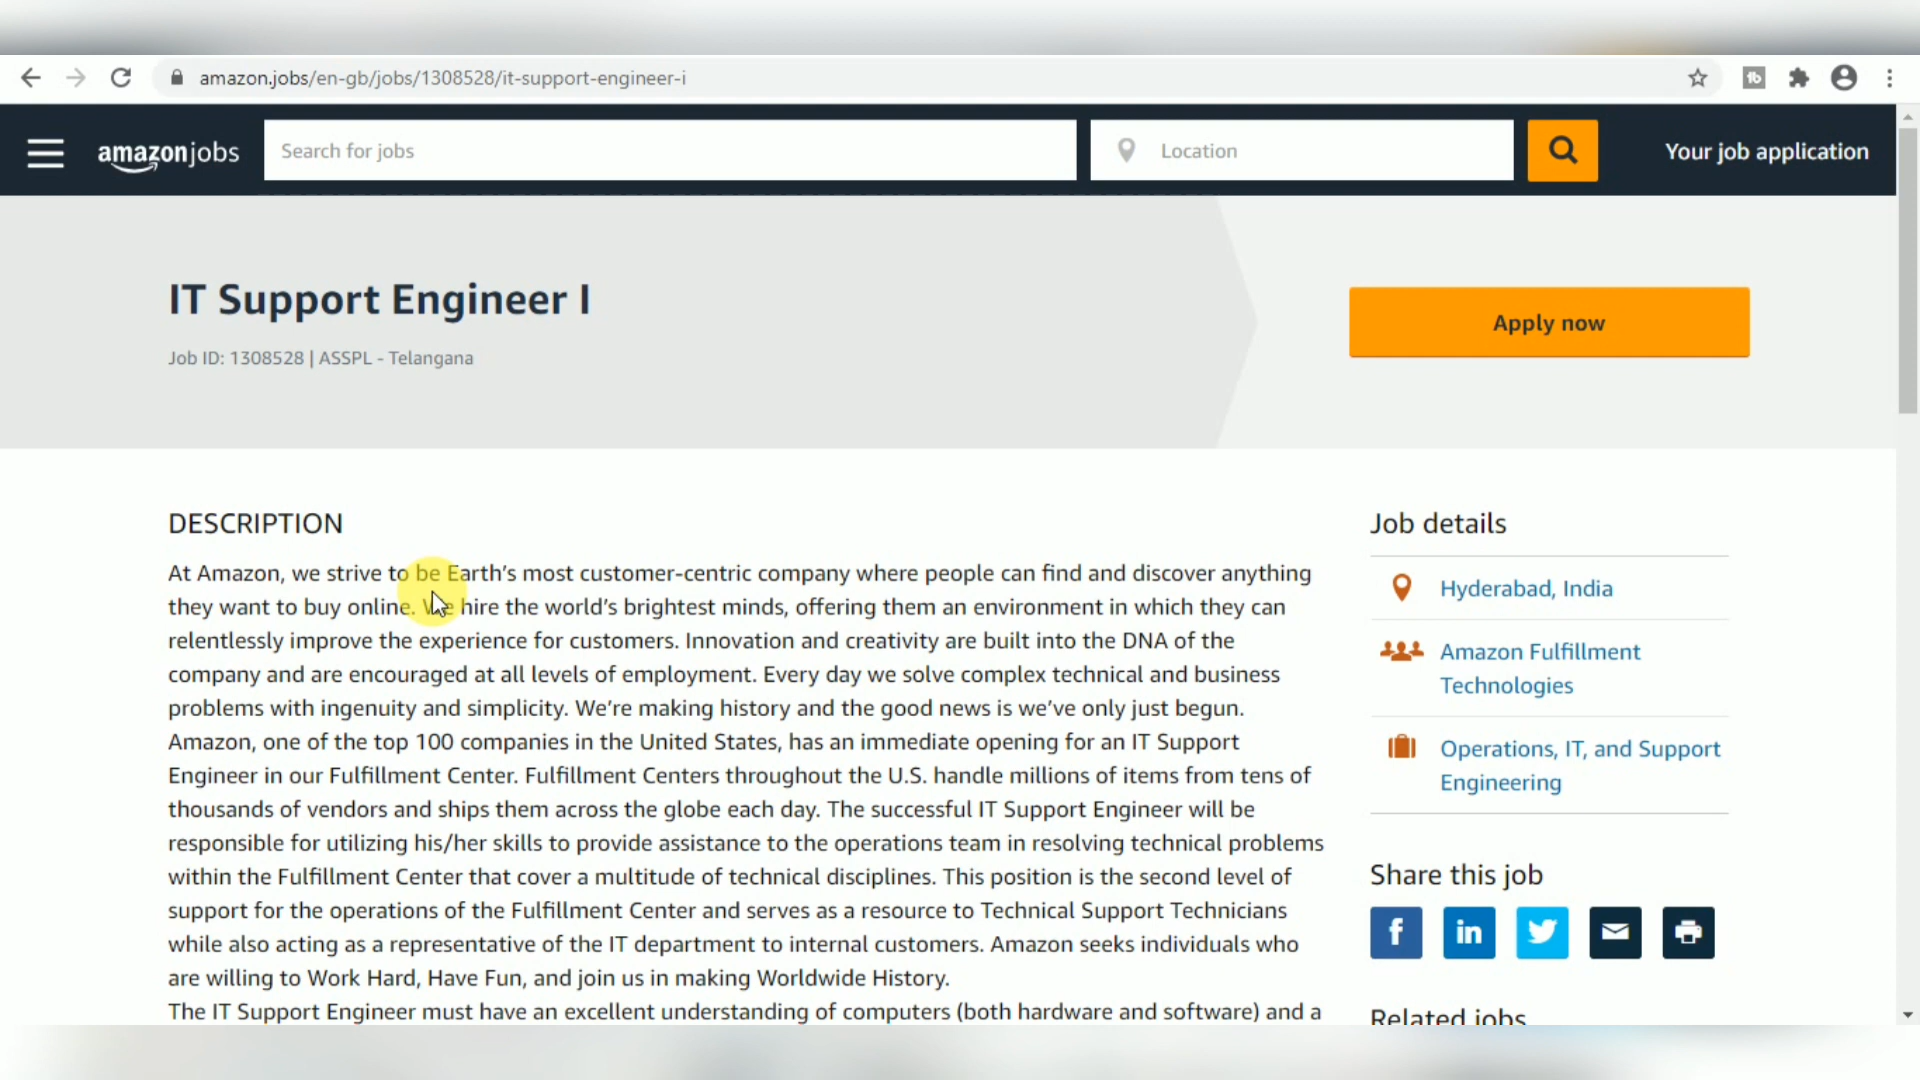 amazon.jobs/en-gb/jobs/1308528/it-support-engineer-i
amazonjobs
Search for jobs
Location
Your job application
IT Support Engineer I
Job ID: 1308528 | ASSPL - Telangana
Apply now
DESCRIPTION
At Amazon, we strive to be Earth's most customer-centric company where people can find and discover anything
they want to buy online. We hire the world's brightest minds, offering them an environment in which they can
relentlessly improve the experience for customers. Innovation and creativity are built into the DNA of the
company and are encouraged at all levels of employment. Every day we solve complex technical and business
problems with ingenuity and simplicity. We're making history and the good news is we've only just begun.
Amazon, one of the top 100 companies in the United States, has an immediate opening for an IT Support
Engineer in our Fulfillment Center. Fulfillment Centers throughout the U.S. handle millions of items from tens of
thousands of vendors and ships them across the globe each day. The successful IT Support Engineer will be
responsible for utilizing his/her skills to provide assistance to the operations team in resolving technical problems
within the Fulfillment Center that cover a multitude of technical disciplines. This position is the second level of
support for the operations of the Fulfillment Center and serves as a resource to Technical Support Technicians
while also acting as a representative of the IT department to internal customers. Amazon seeks individuals who
are willing to Work Hard, Have Fun, and join us in making Worldwide History.
The IT Support Engineer must have an excellent understanding of computers (both hardware and software) and a
Job details
Hyderabad, India
Amazon Fulfillment
Technologies
Operations, IT, and Support
Engineering
Share this job
Related jobs